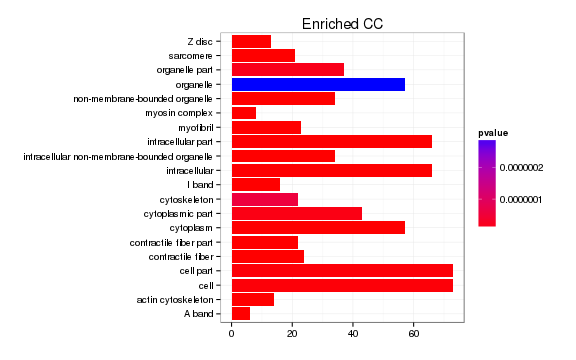 Enriched CC
Z disc
sarcomere
organelle part
organelle
non-membrane-bounded organelle
myosin complex
myofibril
intracellular part
intracellular non-membrane-bounded organelle
intracellular
I band
cytoskeleton
cytoplasmic part
cytoplasm
contractile fiber part
contractile fiber
cell part
cell
actin cytoskeleton
A band
0 20 40 60
pvalue
0.0000002
0.0000001